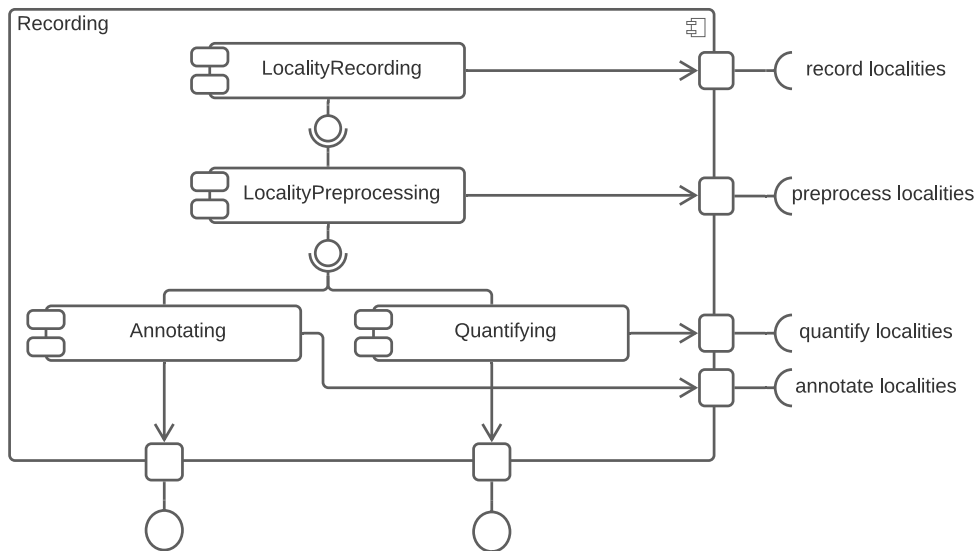 Recording
LocalityRecording
record localities
LocalityPreprocessing
preprocess localities
Annotating
Quantifying
quantify localities
annotate localities